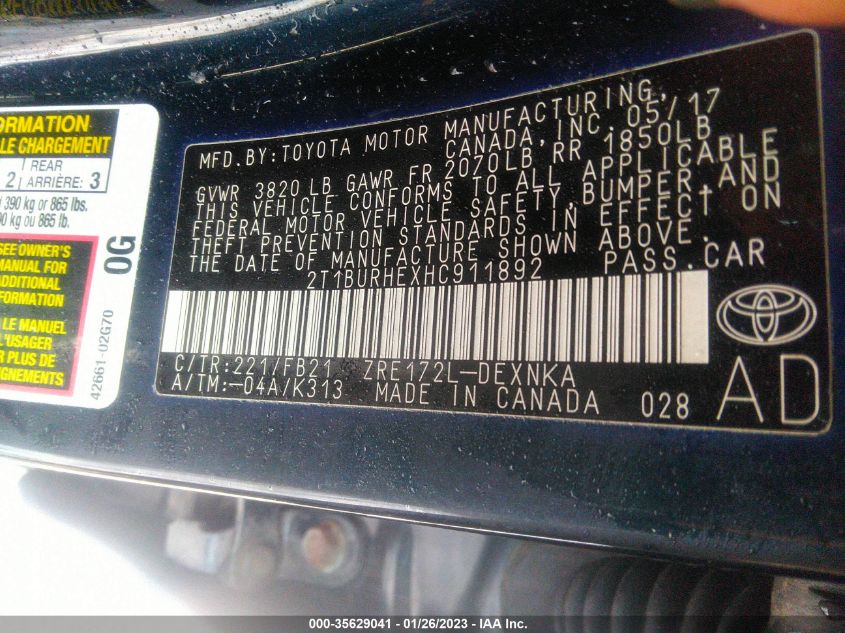 ORMATION
LE CHARGEMENT
2 REAR
ARRIÈRE: 3
390 kg or 865 lbs.
90 kg ou 865 lb.
SEE OWNER'S
MANUAL FOR
ADDITIONAL
FORMATION
LE MANUEL
L'USAGER
R PLUS DE
GNEMENTS
0G
42661-02G70
MFD. BY: TOYOTA MOTOR MANUFACTURING,
CANADA, INC. 05/17
GVWR 3820 LB GAWR FR 2070LB, RR 1850LB
THIS VEHICLE CONFORMS TO ALL APPLICABLE
FEDERAL MOTOR VEHICLE SAFETY, BUMPER, AND
THEFT PREVENTION STANDARDS IN EFFECT ON
THE DATE OF MANUFACTURE SHOWN ABOVE.
2T1BURHEXHC911892 PASS. CAR
C/TR: 221/FB21 ZRE172L-DEXNKA
A/TM: -04A/K313 MADE IN CANADA 028
AD
000-35629041 / 01/26/2023 - IAA Inc.